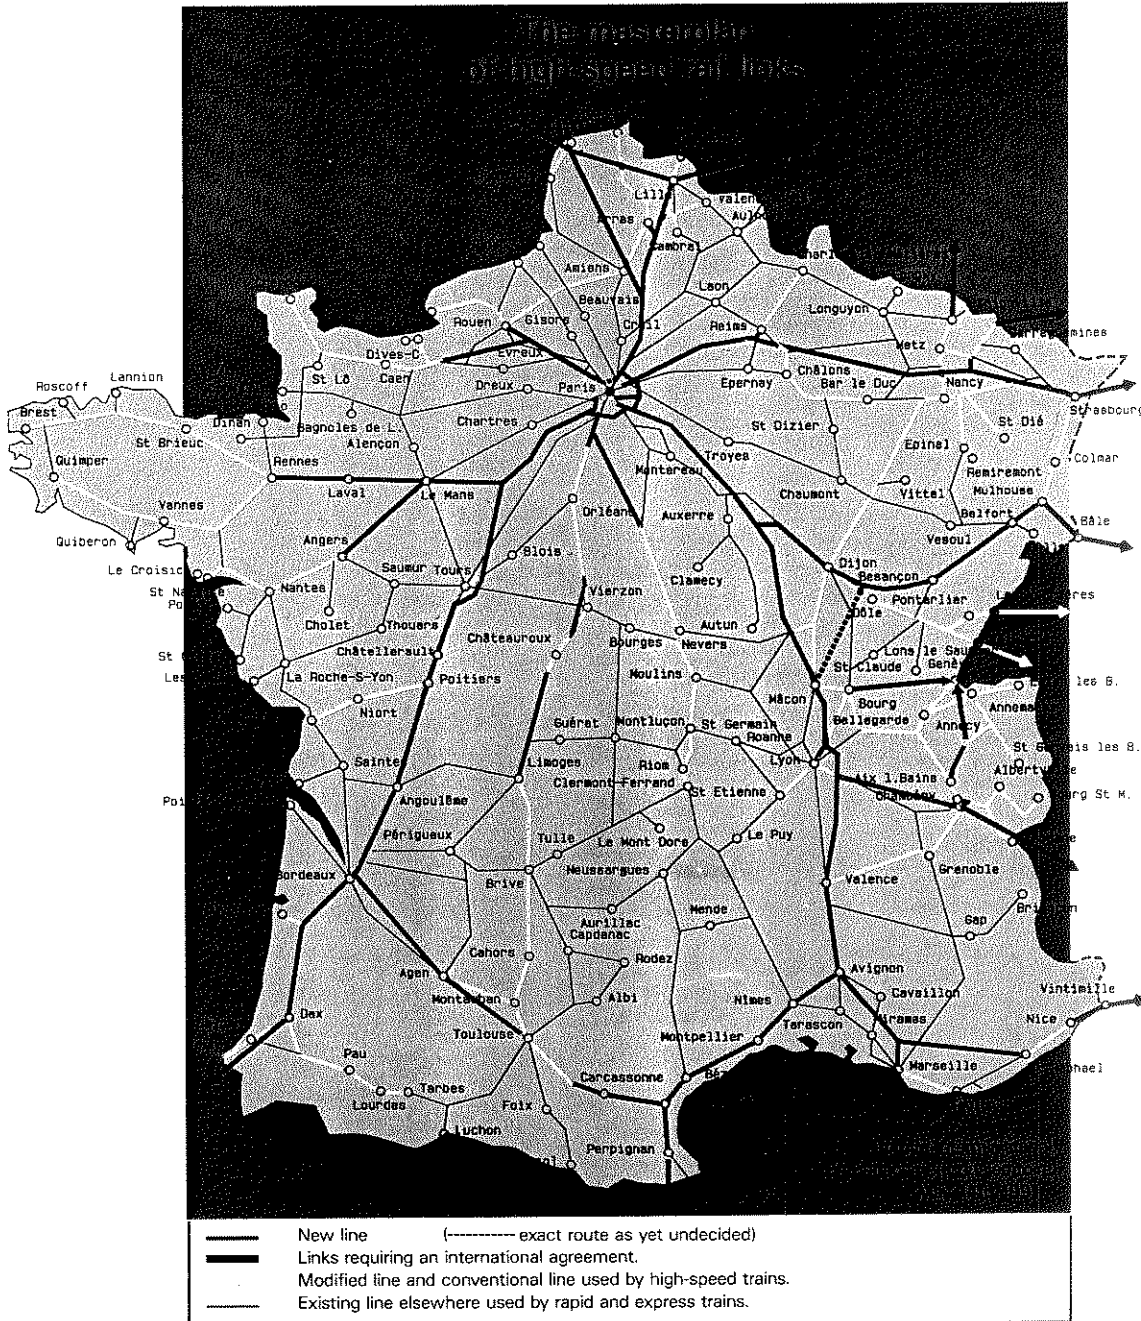 of high-speed rail links
Lille
Arras
Cambrai
Amiens
Beauvais
Laon
Longuyon
Rouen
Gisors
Creil
Reims
Metz
Dives-C
Evreux
Châlons
St Lô
Caen
Dreux
Paris
Epernay
Bar le Duc
Nancy
Roscoff
Lannion
Strasbourg
Brest
St Brieuc
Dinan
Bagnoles de L.
Chartres
St Dizier
St Dié
Alençon
Troyes
Epinal
Quimper
Rennes
Laval
Le Mans
Montereau
Chaumont
Vittel
Remiremont
Colmar
Mulhouse
Vannes
Orléans
Auxerre
Belfort
Bâle
Quiberon
Angers
Blois
Vesoul
Le Croisic
Saumur
Tours
Clamecy
Dijon
Besançon
Nantes
Vierzon
Pontarlier
Cholet
Thouars
Dôle
Châteauroux
Bourges
Nevers
Autun
Châtellerault
Moulins
St Claude
La Roche-S-Yon
Poitiers
Mâcon
Bourg
Niort
Bellegarde
Annecy
Guéret
Montluçon
St Germain
Roanne
Lyon
Limoges
Riom
Clermont-Ferrand
St Etienne
Aix l.Bains
Chambéry
Angoulême
Périgueux
Tulle
Le Mont Dore
Le Puy
Bordeaux
Brive
Neussargues
Valence
Grenoble
Aurillac
Mende
Gap
Capdenac
Cahors
Rodez
Agen
Avignon
Montauban
Albi
Nîmes
Cavaillon
Vintimille
Dax
Toulouse
Montpellier
Tarascon
Miramas
Nice
Pau
Carcassonne
Marseille
Lourdes
Tarbes
Foix
Luchon
Perpignan
New line (---------- exact route as yet undecided)
Links requiring an international agreement.
Modified line and conventional line used by high-speed trains.
Existing line elsewhere used by rapid and express trains.